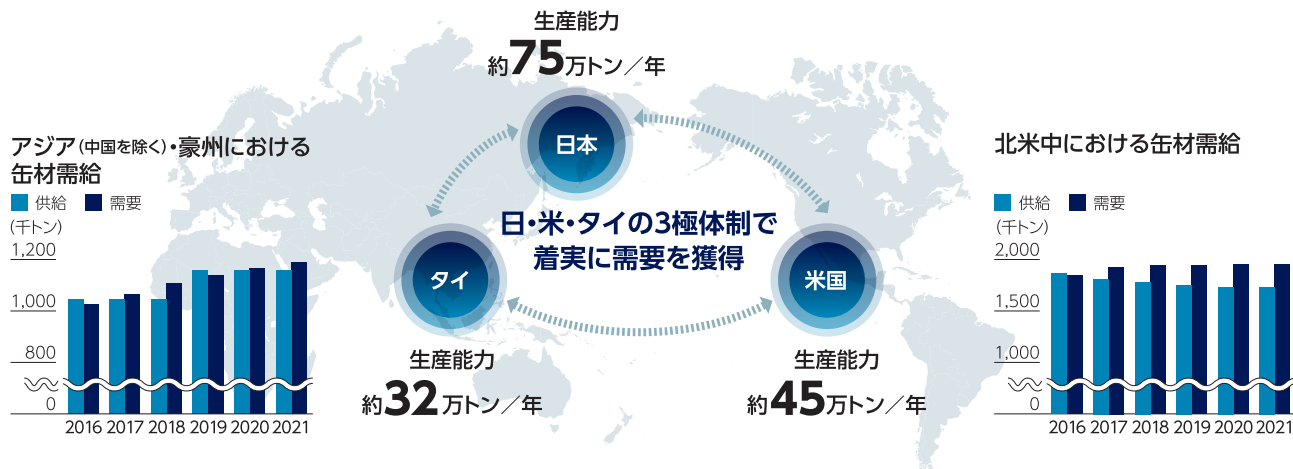 生産能力
約75万トン／年
日本
アジア（中国を除く）・豪州における
缶材需給
供給 需要
（千トン）
1,200
1,000
800
0
2016 2017 2018 2019 2020 2021
日・米・タイの3極体制で
着実に需要を獲得
タイ
生産能力
約32万トン／年
米国
生産能力
約45万トン／年
北米中における缶材需給
供給 需要
（千トン）
2,000
1,500
1,000
0
2016 2017 2018 2019 2020 2021